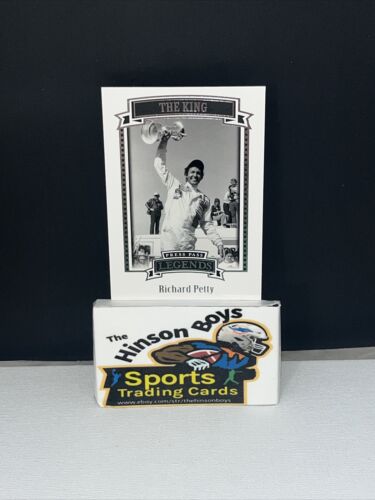 THE KING
PRESS PASS
LEGENDS
Richard Petty
The Hinson Boys
Sports
Trading Cards
www.ebay.com/str/thehinsonboys